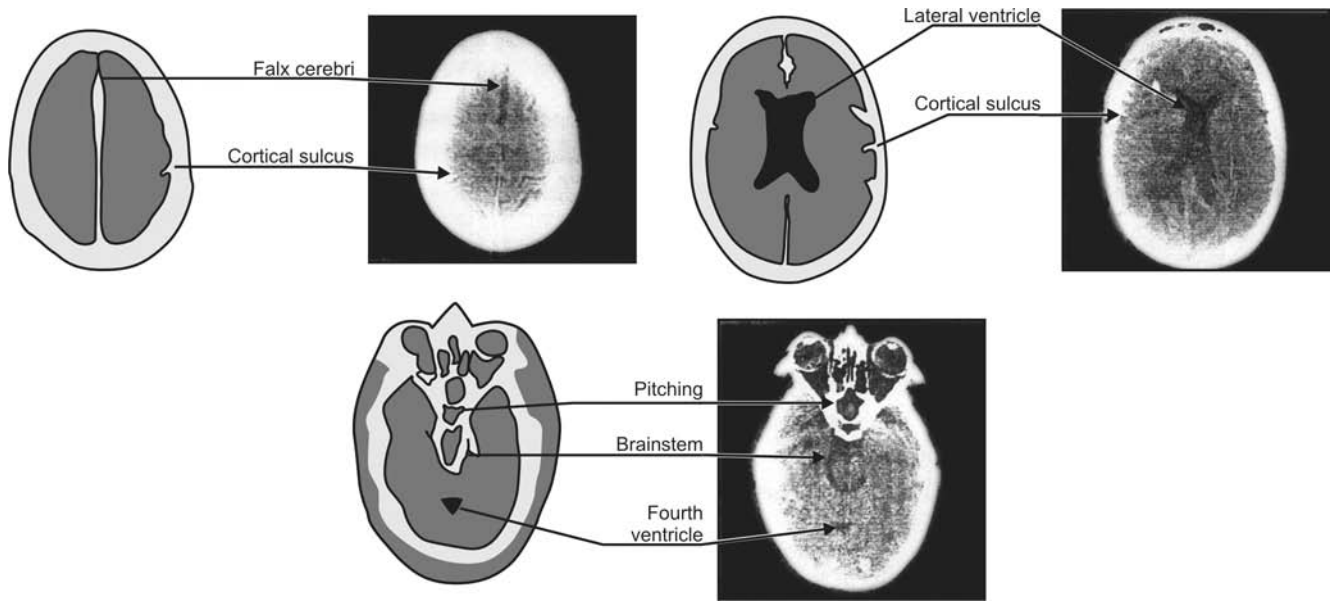 Falx cerebri
Cortical sulcus
Lateral ventricle
Cortical sulcus
Pitching
Brainstem
Fourth
ventricle